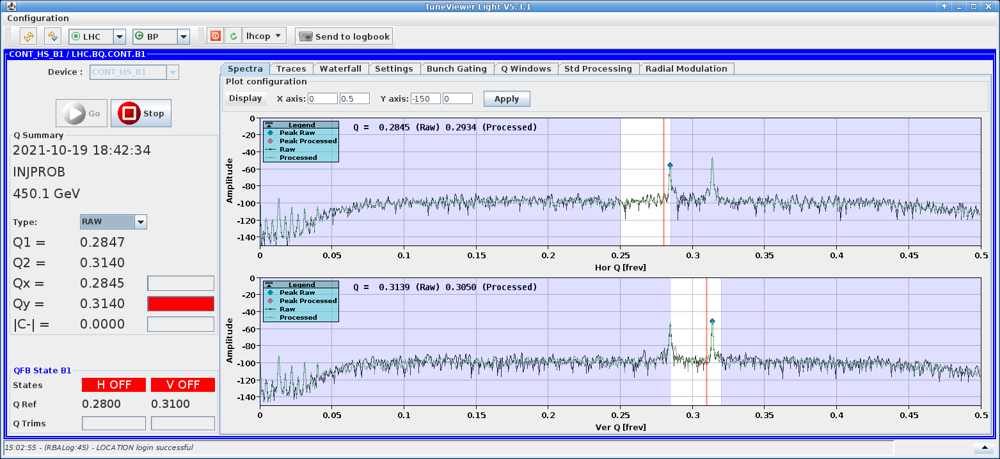 TuneViewer Light V5.3.1
Configuration
LHC BP lhcop Send to logbook
CONT_HS_B1 / LHC.BQ.CONT.B1
Device : CONT_HS_B1
Go Stop
Q Summary
2021-10-19 18:42:34
INJPROB
450.1 GeV
Type: RAW
Q1 = 0.2847
Q2 = 0.3140
Qx = 0.2845
Qy = 0.3140
|C-| = 0.0000
QFB State B1
States H OFF V OFF
Q Ref 0.2800 0.3100
Q Trims
Spectra Traces Waterfall Settings Bunch Gating Q Windows Std Processing Radial Modulation
Plot configuration
Display X axis: 0 0.5 Y axis: -150 0 Apply
Legend
Peak Raw
Peak Processed
Raw
Processed
Q = 0.2845 (Raw) 0.2934 (Processed)
Amplitude
0
-20
-40
-60
-80
-100
-120
-140
0 0.05 0.1 0.15 0.2 0.25 0.3 0.35 0.4 0.45 0.5
Hor Q [frev]
Legend
Peak Raw
Peak Processed
Raw
Processed
Q = 0.3139 (Raw) 0.3050 (Processed)
Amplitude
0
-20
-40
-60
-80
-100
-120
-140
0 0.05 0.1 0.15 0.2 0.25 0.3 0.35 0.4 0.45 0.5
Ver Q [frev]
15:02:55 - (RBALog:45) - LOCATION login successful